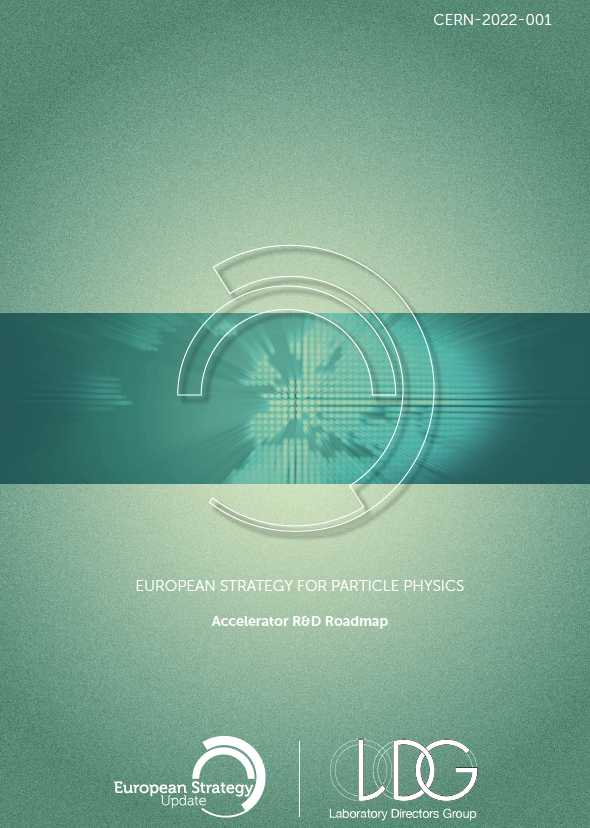 CERN-2022-001
EUROPEAN STRATEGY FOR PARTICLE PHYSICS
Accelerator R&D Roadmap
European Strategy
Update
LDG
Laboratory Directors Group